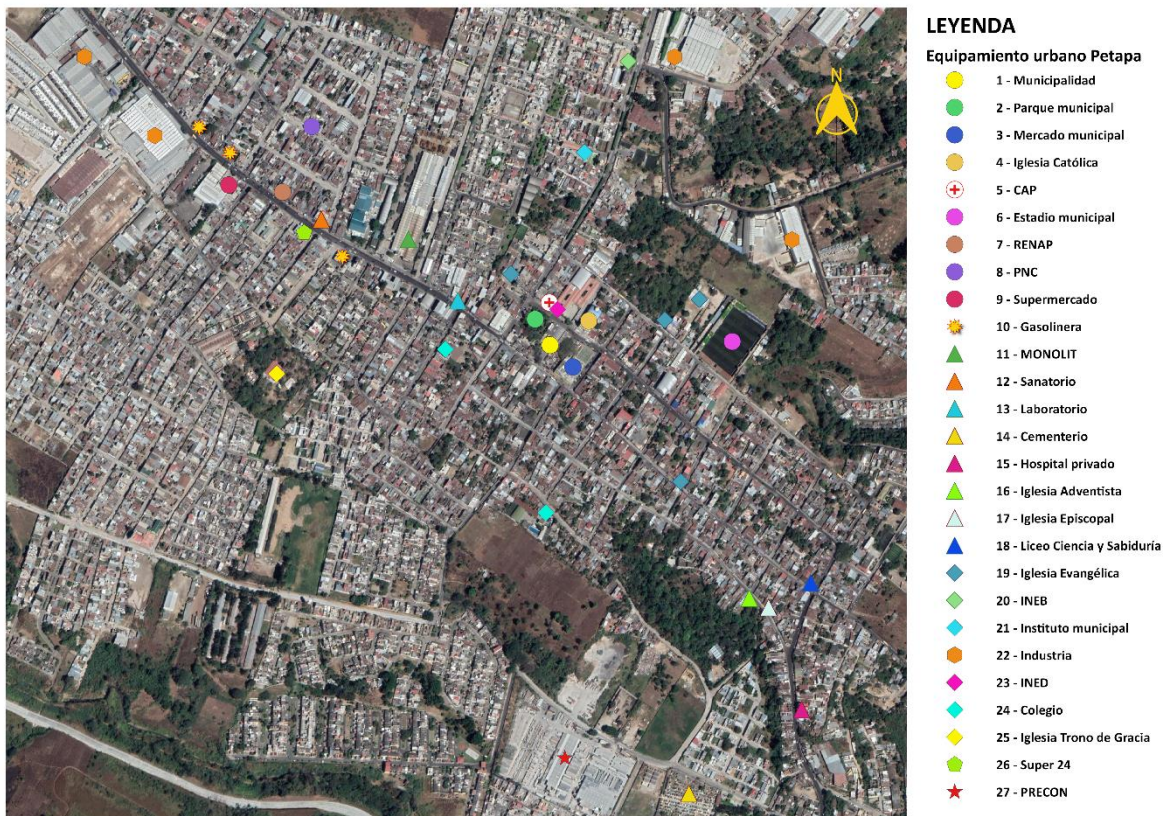 LEYENDA
Equipamiento urbano Petapa
1 - Municipalidad
2 - Parque municipal
3 - Mercado municipal
4 - Iglesia Católica
5 - CAP
6 - Estadio municipal
7 - RENAP
8 - PNC
9 - Supermercado
10 - Gasolinera
11 - MONOLIT
12 - Sanatorio
13 - Laboratorio
14 - Cementerio
15 - Hospital privado
16 - Iglesia Adventista
17 - Iglesia Episcopal
18 - Liceo Ciencia y Sabiduría
19 - Iglesia Evangélica
20 - INEB
21 - Instituto municipal
22 - Industria
23 - INED
24 - Colegio
25 - Iglesia Trono de Gracia
26 - Super 24
27 - PRECON
N